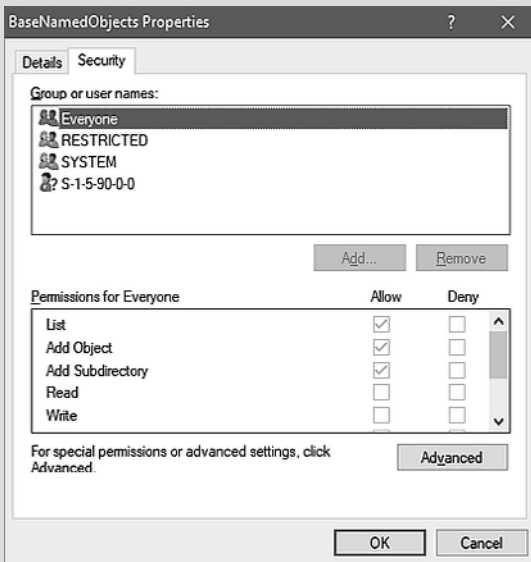 BaseNamedObjects Properties ? ×
Details Security
Group or user names:
Everyone
RESTRICTED
SYSTEM
? S-1-5-90-0-0
Add... Remove
Permissions for Everyone Allow Deny
List
Add Object
Add Subdirectory
Read
Write
For special permissions or advanced settings, click
Advanced.
Advanced
OK Cancel